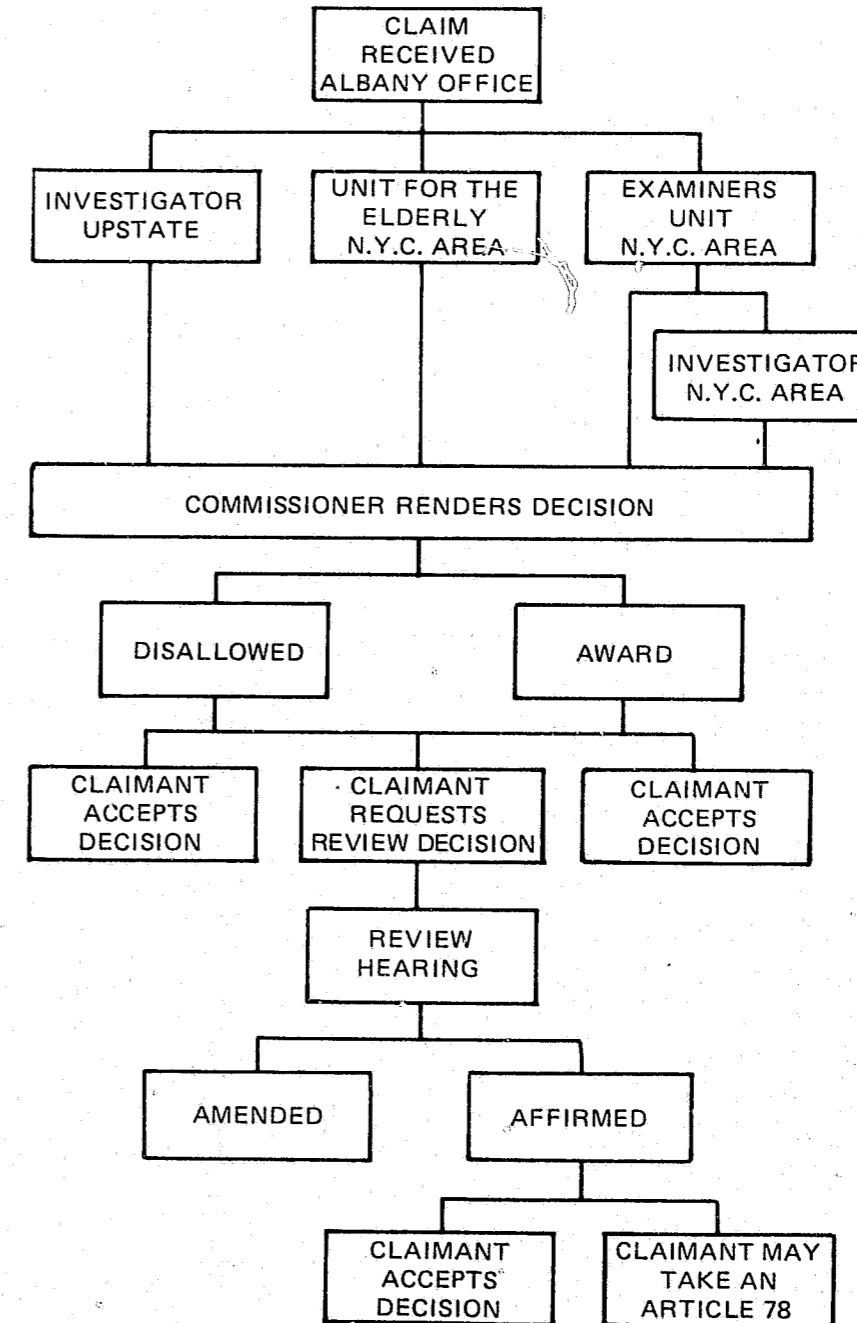 CLAIM
RECEIVED
ALBANY OFFICE
INVESTIGATOR
UPSTATE
UNIT FOR THE
ELDERLY
N.Y.C. AREA
EXAMINERS
UNIT
N.Y.C. AREA
INVESTIGATOR
N.Y.C. AREA
COMMISSIONER RENDERS DECISION
DISALLOWED
AWARD
CLAIMANT
ACCEPTS
DECISION
CLAIMANT
REQUESTS
REVIEW DECISION
CLAIMANT
ACCEPTS
DECISION
REVIEW
HEARING
AMENDED
AFFIRMED
CLAIMANT
ACCEPTS
DECISION
CLAIMANT MAY
TAKE AN
ARTICLE 78